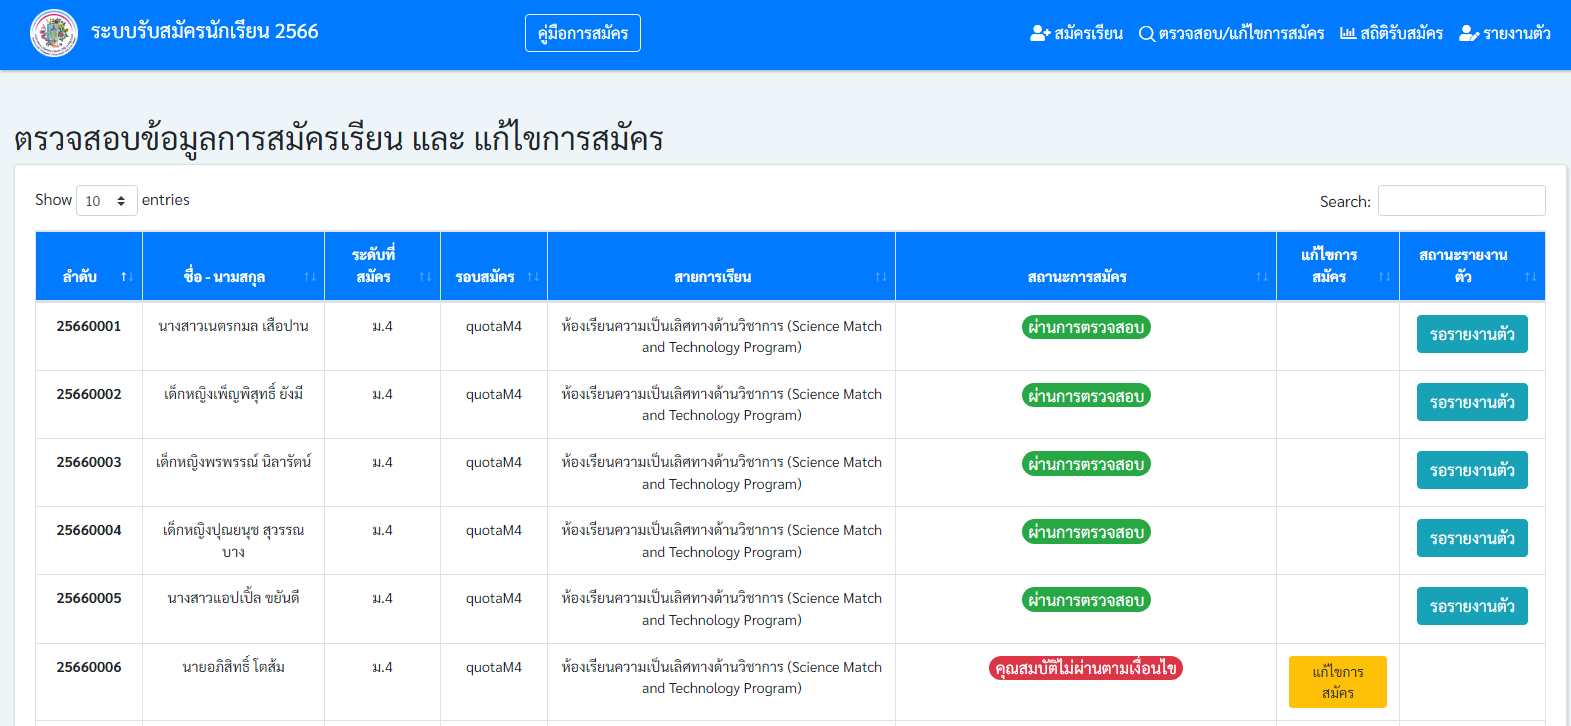 ระบบรับสมัครนักเรียน 2566
คู่มือการสมัคร
สมัครเรียน
ตรวจสอบ/แก้ไขการสมัคร
สถิติรับสมัคร
รายงานตัว
ตรวจสอบข้อมูลการสมัครเรียน และ แก้ไขการสมัคร
Show 10 entries
Search:
ลำดับ ชื่อ - นามสกุล ระดับที่สมัคร รอบสมัคร สายการเรียน สถานะการสมัคร แก้ไขการสมัคร สถานะรายงานตัว
25660001 นางสาวเนตรกมล เสือปาน ม.4 quotaM4 ห้องเรียนความเป็นเลิศทางด้านวิชาการ (Science Match ผ่านการตรวจสอบ รอรายงานตัว
and Technology Program)
25660002 เด็กหญิงเพ็ญพิสุทธิ์ ยังมี ม.4 quotaM4 ห้องเรียนความเป็นเลิศทางด้านวิชาการ (Science Match ผ่านการตรวจสอบ รอรายงานตัว
and Technology Program)
25660003 เด็กหญิงพรพรรณ์ นิลารัตน์ ม.4 quotaM4 ห้องเรียนความเป็นเลิศทางด้านวิชาการ (Science Match ผ่านการตรวจสอบ รอรายงานตัว
and Technology Program)
25660004 เด็กหญิงปุณยนุช สุวรรณ ม.4 quotaM4 ห้องเรียนความเป็นเลิศทางด้านวิชาการ (Science Match ผ่านการตรวจสอบ รอรายงานตัว
บาง and Technology Program)
25660005 นางสาวแอปเปิ้ล ขยันดี ม.4 quotaM4 ห้องเรียนความเป็นเลิศทางด้านวิชาการ (Science Match ผ่านการตรวจสอบ รอรายงานตัว
and Technology Program)
25660006 นายอภิสิทธิ์ โตส้ม ม.4 quotaM4 ห้องเรียนความเป็นเลิศทางด้านวิชาการ (Science Match คุณสมบัติไม่ผ่านตามเงื่อนไข แก้ไขการ
and Technology Program) สมัคร